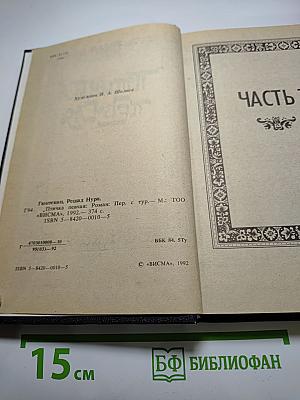 Художник И. А. Шиляев
Гюнтекин, Решад Нури.
Г94 Птичка певчая: Роман: Пер. с тур.— М.: ТОО
«ВИСМА», 1992.— 374 с.
ISBN 5—8420—0010—5
Г
ББК 84. 5Ту
ISBN 5—8420—0010—5
© «ВИСМА», 1992
ЧАСТЬ
15 см
БФ БИБЛИОФАН